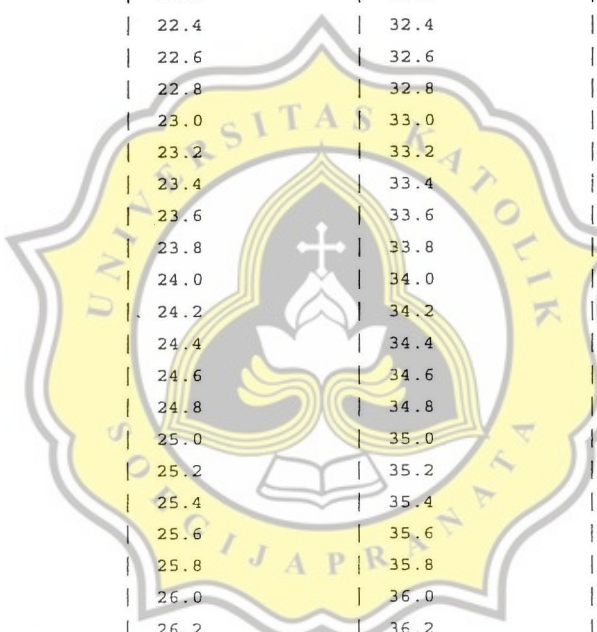 | 22.4 | 32.4 |
| 22.6 | 32.6 |
| 22.8 | 32.8 |
| 23.0 | 33.0 |
| 23.2 | 33.2 |
| 23.4 | 33.4 |
| 23.6 | 33.6 |
| 23.8 | 33.8 |
| 24.0 | 34.0 |
| 24.2 | 34.2 |
| 24.4 | 34.4 |
| 24.6 | 34.6 |
| 24.8 | 34.8 |
| 25.0 | 35.0 |
| 25.2 | 35.2 |
| 25.4 | 35.4 |
| 25.6 | 35.6 |
| 25.8 | 35.8 |
| 26.0 | 36.0 |
| 26.2 | 36.2 |
UNIVERSITAS KATOLIK
SOEGIJAPRANATA